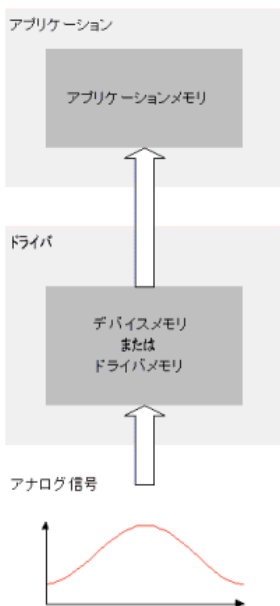 アプリケーション
アプリケーションメモリ
ドライバ
デバイスメモリ
または
ドライバメモリ
アナログ信号